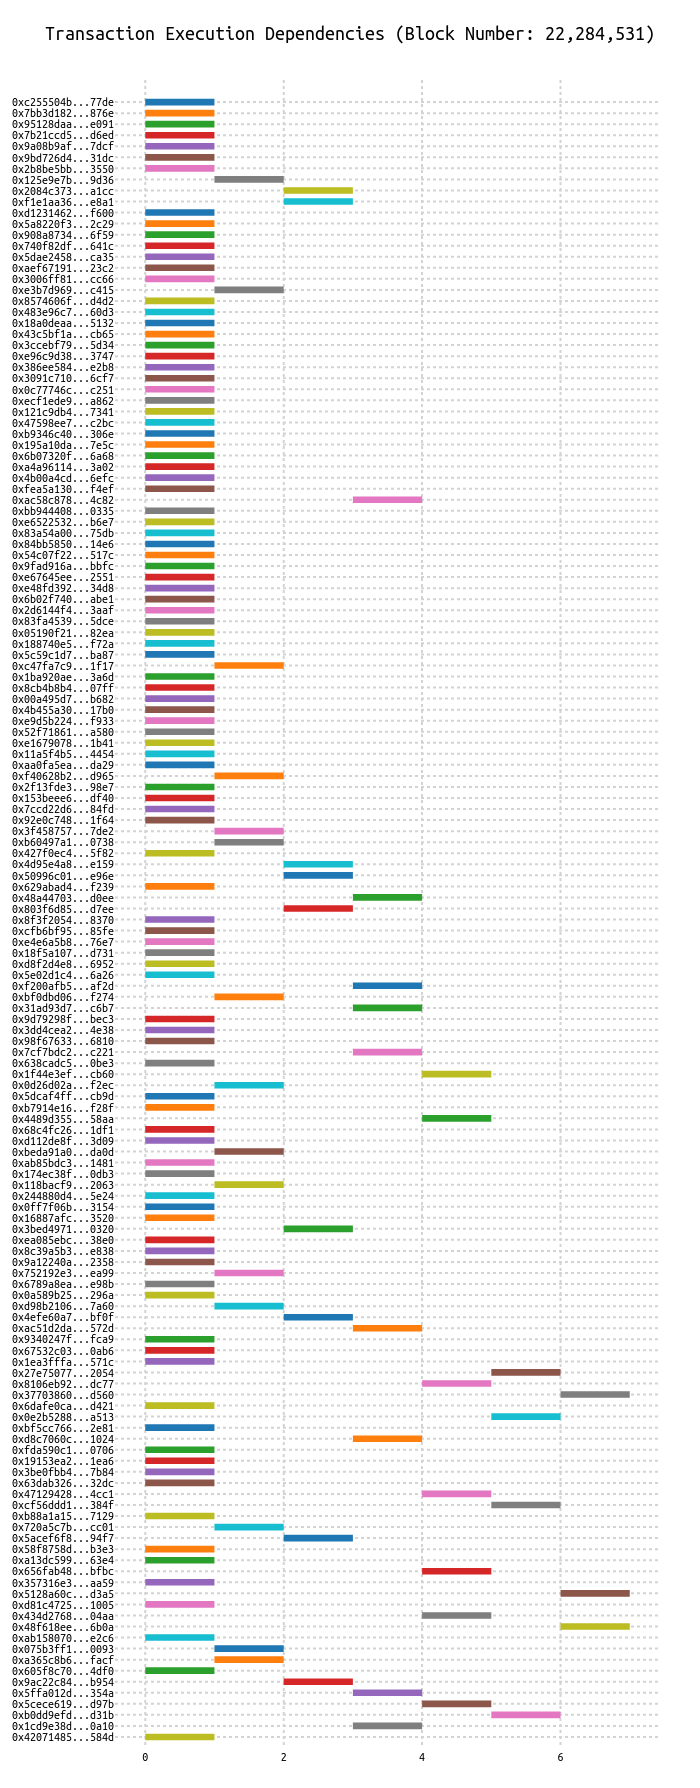 Transaction Execution Dependencies (Block Number: 22,284,531)
0xc255504b...77de
0x7bb3d182...876e
0x95128daa...e091
0x7b21ccd5...d6ed
0x9a08b9af...7dcf
0x9bd726d4...31dc
0x2b8be5bb...3550
0x125e9e7b...9d36
0x2084c373...a1cc
0xf1e1aa36...e8a1
0xd1231462...f600
0x5a8220f3...2c29
0x908a8734...6f59
0x740f82df...641c
0x5dae2458...ca35
0xaef67191...23c2
0x3006ff81...cc66
0xe3b7d969...c415
0x8574606f...d4d2
0x483e96c7...60d3
0x18a0deaa...5132
0x43c5bf1a...cb65
0x3ccebf79...5d34
0xe96c9d38...3747
0x386ee584...e2b8
0x3091c710...6cf7
0x0c77746c...c251
0xecf1ede9...a862
0x121c9db4...7341
0x47598ee7...c2bc
0xb9346c40...306e
0x195a10da...7e5c
0x6b07320f...6a68
0xa4a96114...3a02
0x4b00a4cd...6efc
0xfea5a130...f4ef
0xac58c878...4c82
0xbb944408...0335
0xe6522532...b6e7
0x83a54a00...75db
0x84bb5850...14e6
0x54c07f22...517c
0x9fad916a...bbfc
0xe67645ee...2551
0xe48fd392...34d8
0x6b02f740...abe1
0x2d6144f4...3aaf
0x83fa4539...5dce
0x05190f21...82ea
0x188740e5...f72a
0x5c59c1d7...ba87
0xc47fa7c9...1f17
0x1ba920ae...3a6d
0x8cb4b8b4...07ff
0x00a495d7...b682
0x4b455a30...17b0
0xe9d5b224...f933
0x52f71861...a580
0xe1679078...1b41
0x11a5f4b5...4454
0xaa0fa5ea...da29
0xf40628b2...d965
0x2f13fde3...98e7
0x153beee6...df40
0x7ccd22d6...84fd
0x92e0c748...1f64
0x3f458757...7de2
0xb60497a1...0738
0x427f0ec4...5f82
0x4d95e4a8...e159
0x50996c01...e96e
0x629abad4...f239
0x48a44703...d0ee
0x803f6d85...d7ee
0x8f3f2054...8370
0xcfb6bf95...85fe
0xe4e6a5b8...76e7
0x18f5a107...d731
0xd8f2d4e8...6952
0x5e02d1c4...6a26
0xf200afb5...af2d
0xbf0dbd06...f274
0x31ad93d7...c6b7
0x9d79298f...bec3
0x3dd4cea2...4e38
0x98f67633...6810
0x7cf7bdc2...c221
0x638cadc5...0be3
0x1f44e3ef...cb60
0x0d26d02a...f2ec
0x5dcaf4ff...cb9d
0xb7914e16...f28f
0x4489d355...58aa
0x68c4fc26...1df1
0xd112de8f...3d09
0xbeda91a0...da0d
0xab85bdc3...1481
0x174ec38f...0db3
0x118bacf9...2063
0x244880d4...5e24
0x0ff7f06b...3154
0x16887afc...3520
0x3bed4971...0320
0xea085ebc...38e0
0x8c39a5b3...e838
0x9a12240a...2358
0x752192e3...ea99
0x6789a8ea...e98b
0x0a589b25...296a
0xd98b2106...7a60
0x4efe60a7...bf0f
0xac51d2da...572d
0x9340247f...fca9
0x67532c03...0ab6
0x1ea3fffa...571c
0x27e75077...2054
0x8106eb92...dc77
0x37703860...d560
0x6dafe0ca...d421
0x0e2b5288...a513
0xbf5cc766...2e81
0xd8c7060c...1024
0xfda590c1...0706
0x19153ea2...1ea6
0x3be0fbb4...7b84
0x63dab326...32dc
0x47129428...4cc1
0xcf56ddd1...384f
0xb88a1a15...7129
0x720a5c7b...cc01
0x5acef6f8...94f7
0x58f8758d...b3e3
0xa13dc599...63e4
0x656fab48...bfbc
0x357316e3...aa59
0x5128a60c...d3a5
0xd81c4725...1005
0x434d2768...04aa
0x48f618ee...6b0a
0xab158070...e2c6
0x075b3ff1...0093
0xa365c8b6...facf
0x605f8c70...4df0
0x9ac22c84...b954
0x5ffa012d...354a
0x5cece619...d97b
0xb0dd9efd...d31b
0x1cd9e38d...0a10
0x42071485...584d
0 2 4 6